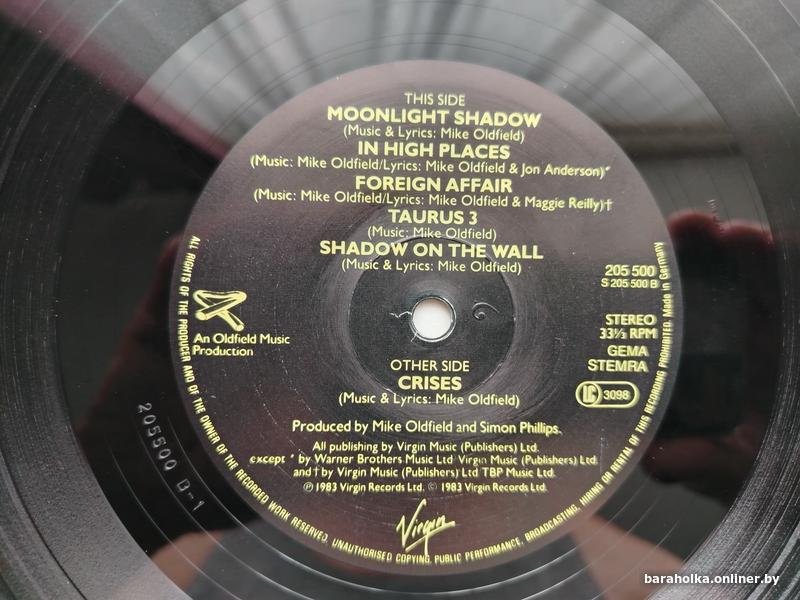 THIS SIDE
MOONLIGHT SHADOW
(Music & Lyrics: Mike Oldfield)
IN HIGH PLACES
(Music: Mike Oldfield/Lyrics: Mike Oldfield & Jon Anderson)*
FOREIGN AFFAIR
(Music: Mike Oldfield/Lyrics: Mike Oldfield & Maggie Reilly)†
TAURUS 3
(Music: Mike Oldfield)
SHADOW ON THE WALL
(Music & Lyrics: Mike Oldfield)
205 500
S 205 500 B
STEREO
33⅓ RPM
GEMA
STEMRA
LC 3098
An Oldfield Music
Production
OTHER SIDE
CRISES
(Music & Lyrics: Mike Oldfield)
Produced by Mike Oldfield and Simon Phillips.
All publishing by Virgin Music (Publishers) Ltd.
except * by Warner Brothers Music Ltd Virgin Music (Publishers) Ltd.
and † by Virgin Music (Publishers) Ltd TBP Music Ltd.
℗ 1983 Virgin Records Ltd. © 1983 Virgin Records Ltd.
Virgin
ALL RIGHTS OF THE PRODUCER AND OF THE OWNER OF THE RECORDED WORK RESERVED. UNAUTHORISED COPYING, PUBLIC PERFORMANCE, BROADCASTING, HIRING OR RENTAL OF THIS RECORDING PROHIBITED. Made in Germany
205500 B-1
baraholka.onliner.by